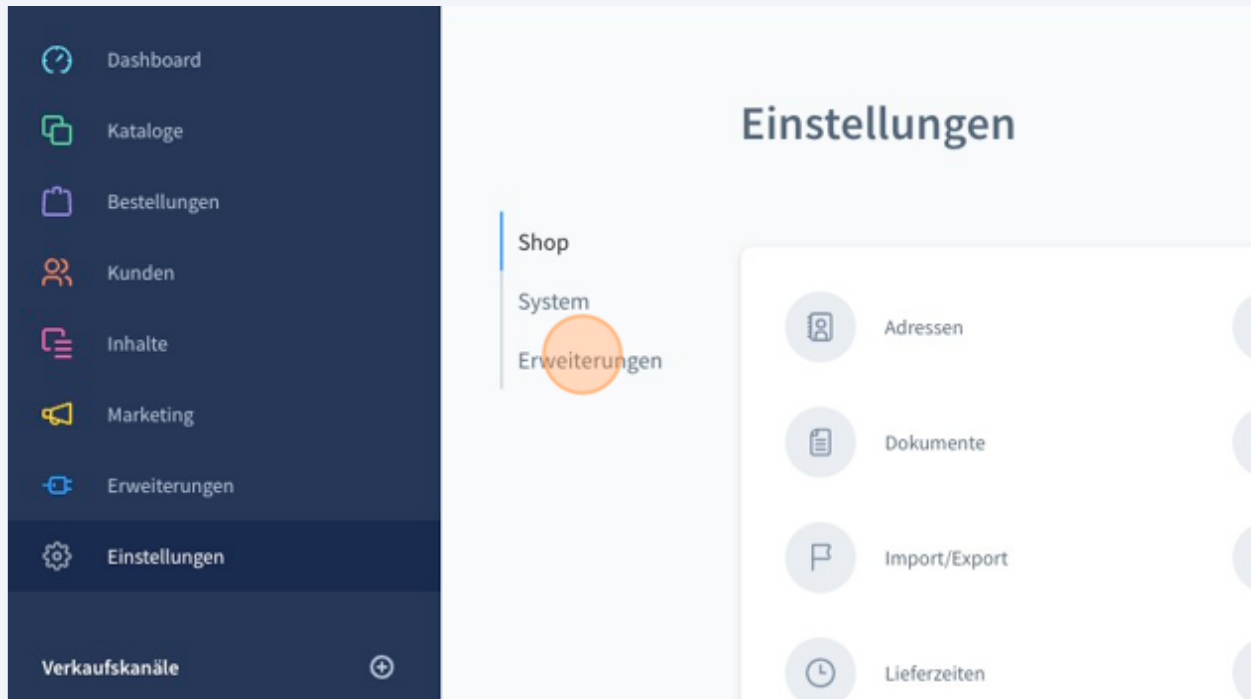 Dashboard
Kataloge
Bestellungen
Kunden
Inhalte
Marketing
Erweiterungen
Einstellungen
Verkaufskanäle
Einstellungen
Shop
System
Erweiterungen
Adressen
Dokumente
Import/Export
Lieferzeiten